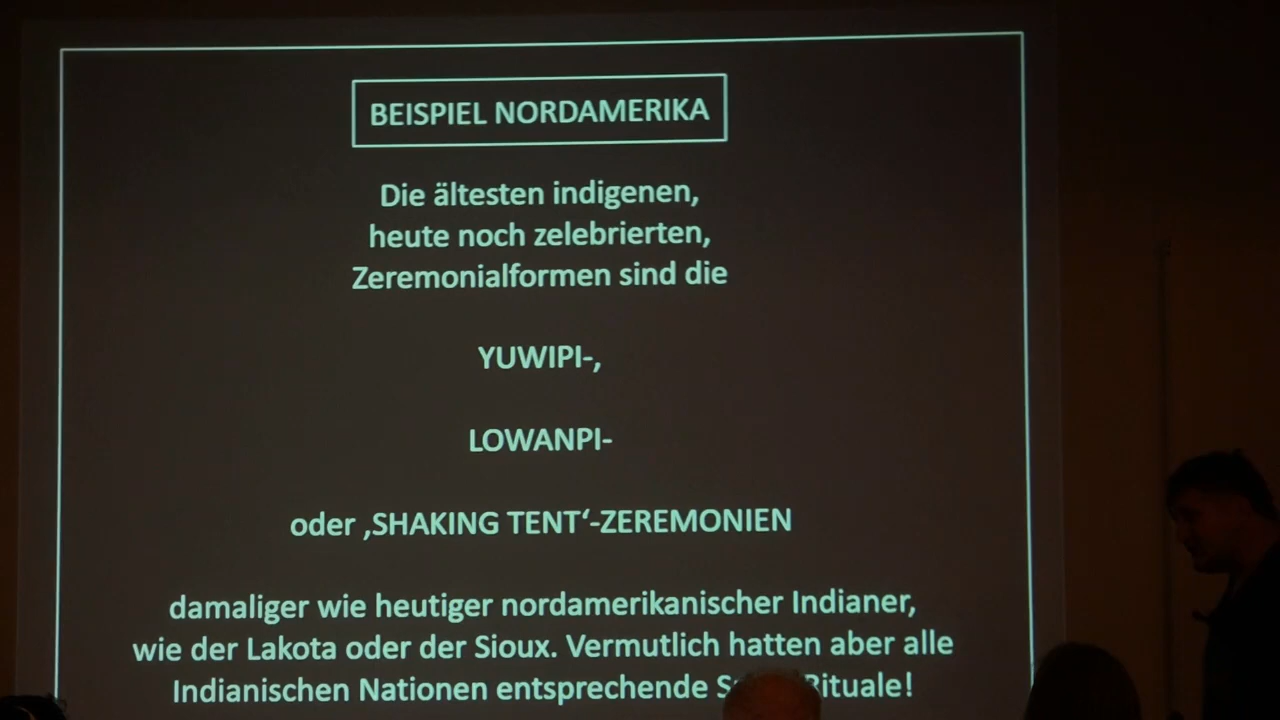 BEISPIEL NORDAMERIKA
Die ältesten indigenen,
heute noch zelebrierten,
Zeremonialformen sind die
YUWIPI-,
LOWANPI-
oder ‚SHAKING TENT‘-ZEREMONIEN
damaliger wie heutiger nordamerikanischer Indianer,
wie der Lakota oder der Sioux. Vermutlich hatten aber alle
Indianischen Nationen entsprechende Rituale!